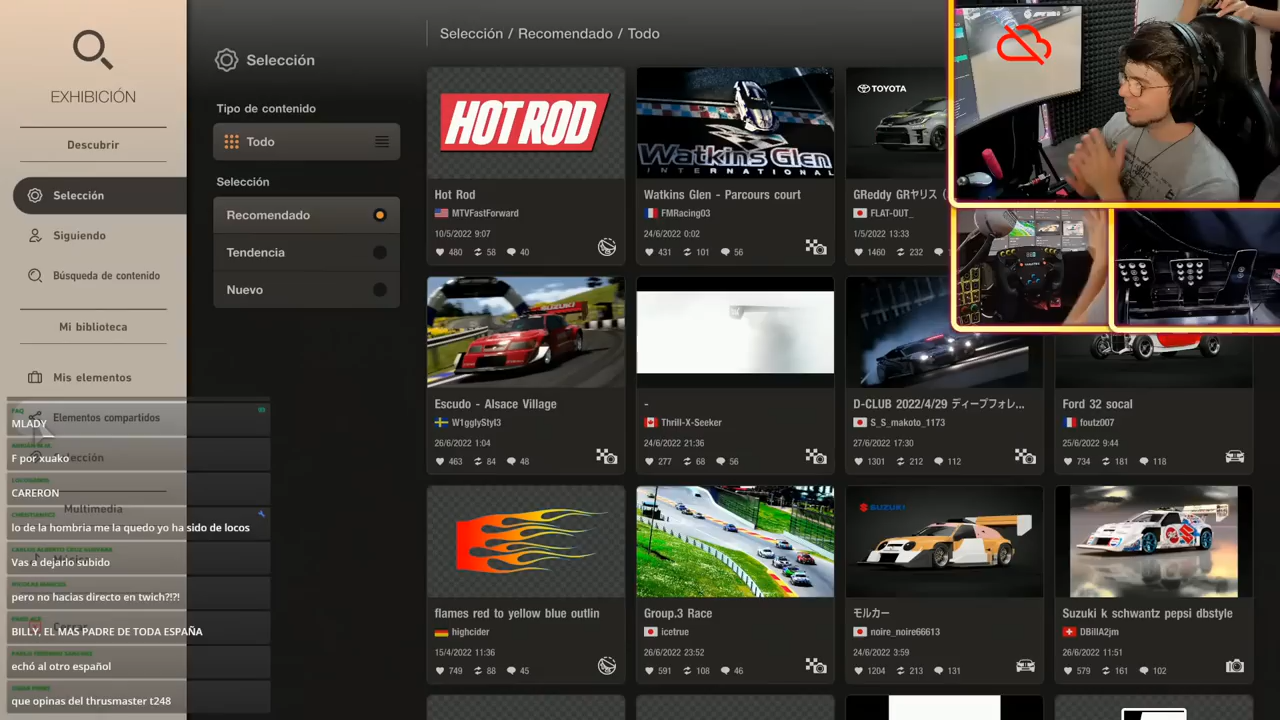 EXHIBICIÓN
Descubrir
Selección
Siguiendo
Búsqueda de contenido
Mi biblioteca
Mis elementos
Elementos compartidos
Multimedia
Selección
Tipo de contenido
Todo
Selección
Recomendado
Tendencia
Nuevo
Selección / Recomendado / Todo
HOT ROD
Hot Rod
MTVFastForward
10/5/2022 9:07
480 58 40
Watkins Glen
INTERNATIONAL
Watkins Glen - Parcours court
FMRacing03
24/6/2022 0:02
431 101 56
TOYOTA
GReddy GRヤリス (
FLAT-OUT_
1/5/2022 13:33
1460 232
Escudo - Alsace Village
W1gglyStyl3
26/6/2022 1:04
463 84 48
-
Thrill-X-Seeker
24/6/2022 21:36
277 68 56
D-CLUB 2022/4/29 ディープフォレ...
S_S_makoto_1173
27/6/2022 17:30
1301 212 112
Ford 32 socal
foutz007
25/6/2022 9:44
734 181 118
flames red to yellow blue outlin
highcider
15/4/2022 11:36
749 88 45
Group.3 Race
icetrue
26/6/2022 23:52
591 108 46
SUZUKI
モルカー
noire_noire66613
24/6/2022 3:59
1204 213 131
Suzuki k schwantz pepsi dbstyle
DBillA2jm
26/6/2022 11:51
579 161 102
FAQ
MLADY
F por xuako
CARERON
lo de la hombria me la quedo yo ha sido de locos
Vas a dejarlo subido
pero no hacias directo en twich?!?!
BILLY, EL MAS PADRE DE TODA ESPAÑA
echó al otro español
que opinas del thrusmaster t248